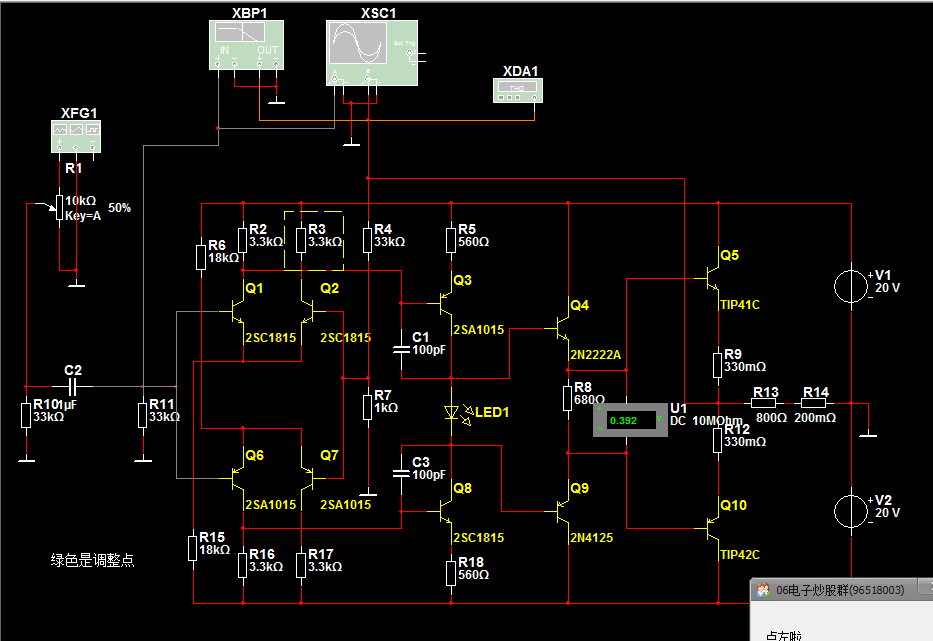 XBP1
XSC1
IN OUT
Ext Trig
XDA1
THD
XFG1
R1
10kΩ
Key=A
50%
R6
18kΩ
R2
3.3kΩ
R3
3.3kΩ
R4
33kΩ
R5
560Ω
Q5
TIP41C
V1
20 V
Q1
2SC1815
Q2
2SC1815
Q3
2SA1015
Q4
2N2222A
C1
100pF
R9
330mΩ
C2
1µF
R10
33kΩ
R11
33kΩ
R7
1kΩ
LED1
R8
680Ω
U1
0.392
DC 10MOhm
R13
800Ω
R14
200mΩ
R12
330mΩ
Q6
2SA1015
Q7
2SA1015
C3
100pF
Q8
2SC1815
Q9
2N4125
Q10
TIP42C
V2
20 V
R15
18kΩ
R16
3.3kΩ
R17
3.3kΩ
R18
560Ω
绿色是调整点
06电子炒股群(96518003)
点左啦